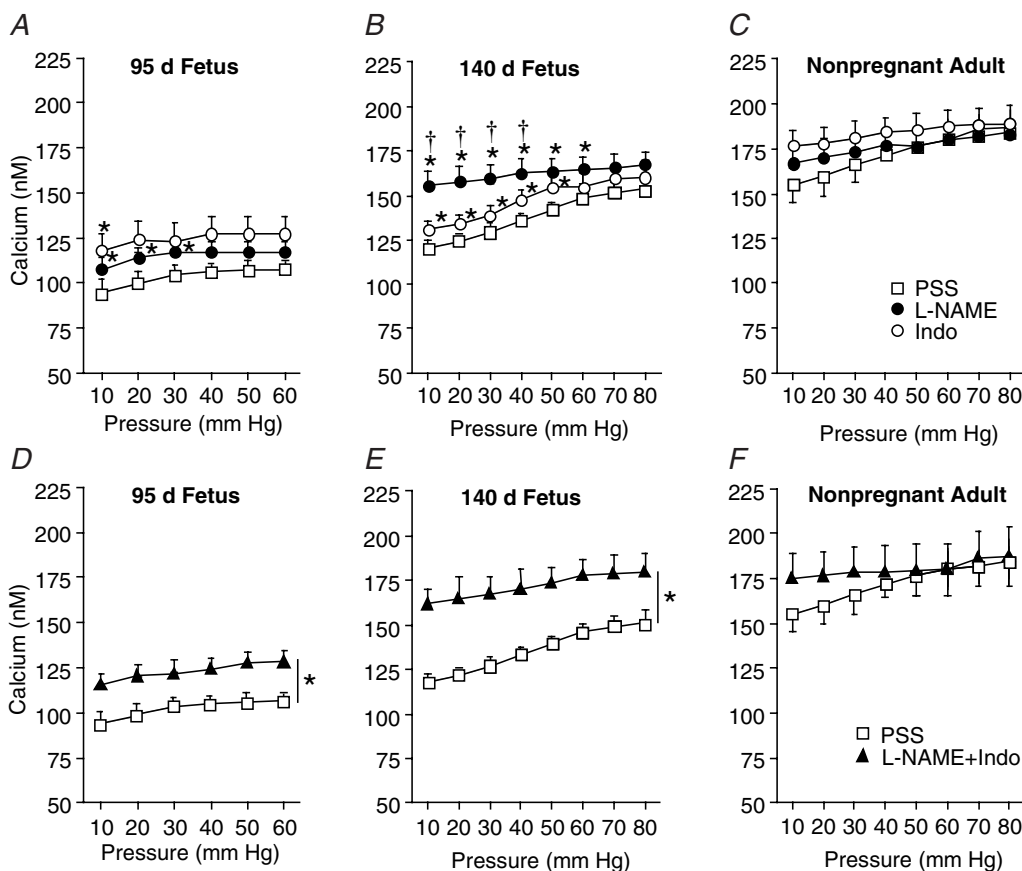 A
B
C
95 d Fetus
140 d Fetus
Nonpregnant Adult
Calcium (nM)
225
200
175
150
125
100
75
50
* * * *
10 20 30 40 50 60
Pressure (mm Hg)
225
200
175
150
125
100
75
50
† † † †
* * * * * *
* * * * *
10 20 30 40 50 60 70 80
Pressure (mm Hg)
225
200
175
150
125
100
75
50
PSS
L-NAME
Indo
10 20 30 40 50 60 70 80
Pressure (mm Hg)
D
E
F
95 d Fetus
140 d Fetus
Nonpregnant Adult
Calcium (nM)
225
200
175
150
125
100
75
50
*
10 20 30 40 50 60
Pressure (mm Hg)
225
200
175
150
125
100
75
50
*
10 20 30 40 50 60 70 80
Pressure (mm Hg)
225
200
175
150
125
100
75
50
PSS
L-NAME+Indo
10 20 30 40 50 60 70 80
Pressure (mm Hg)